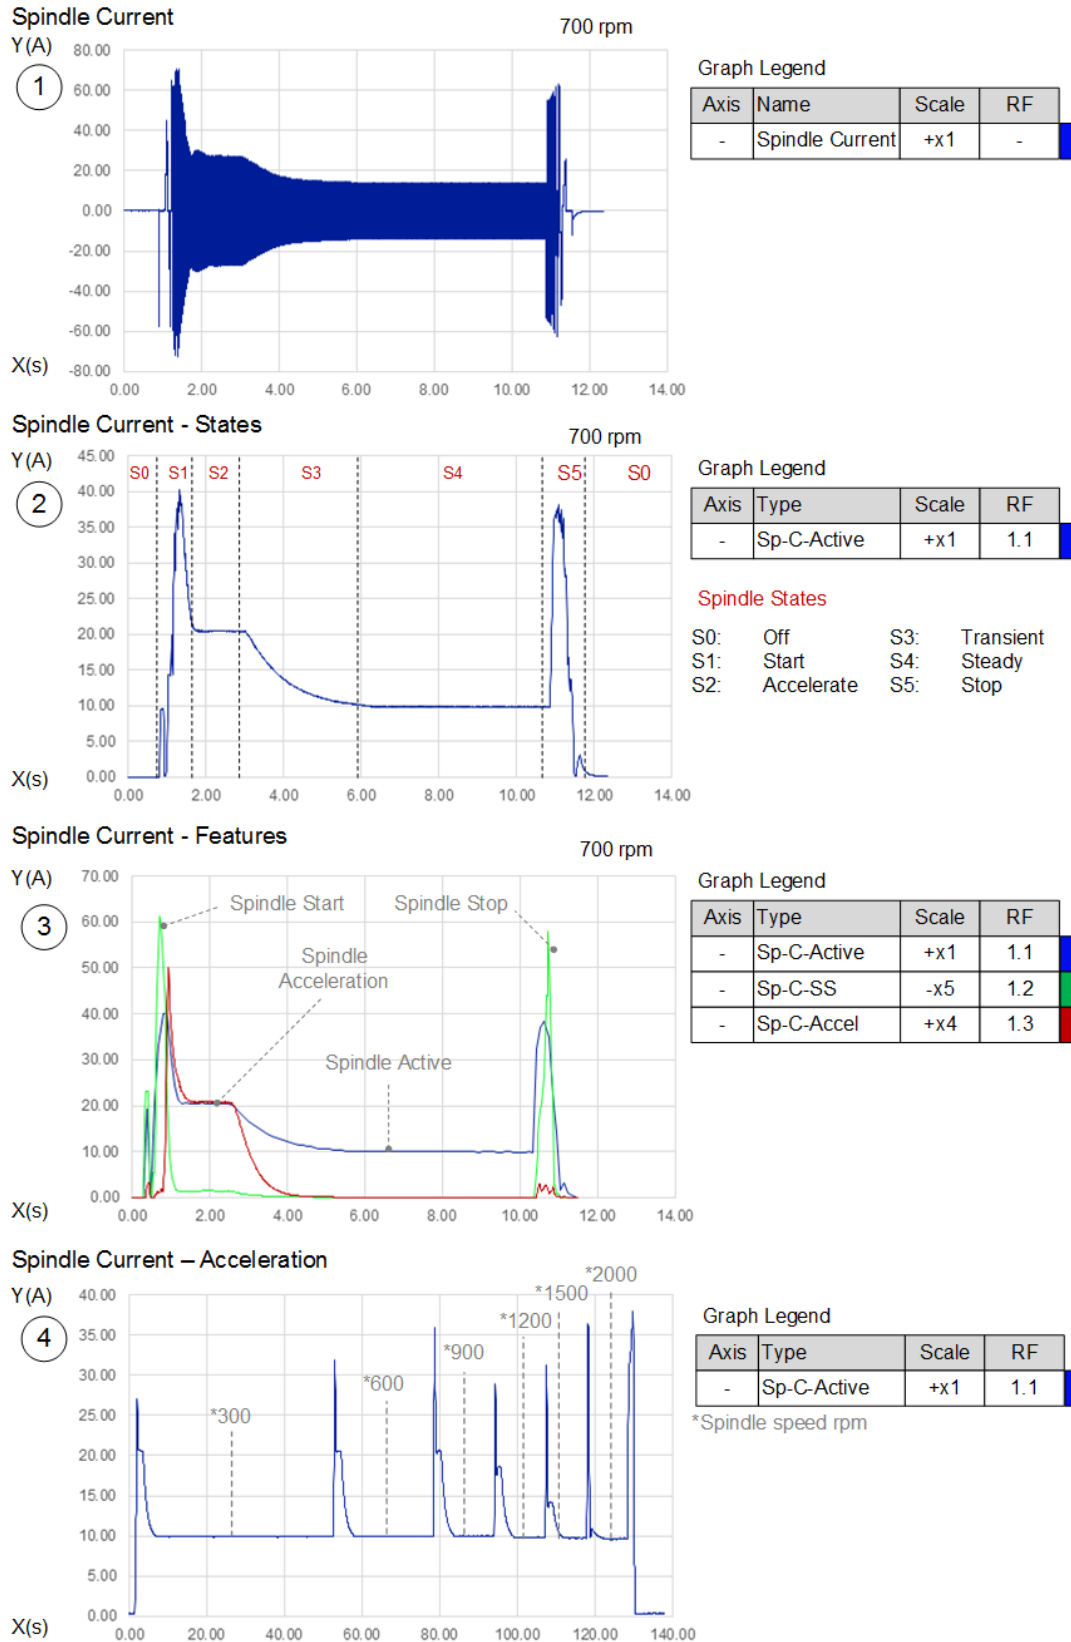 Spindle Current
700 rpm
Y(A)
1
80.00
60.00
40.00
20.00
0.00
-20.00
-40.00
-60.00
-80.00
X(s)
0.00 2.00 4.00 6.00 8.00 10.00 12.00 14.00
Graph Legend
Axis Name Scale RF
- Spindle Current +x1 -
Spindle Current - States
700 rpm
Y(A)
2
45.00
40.00
35.00
30.00
25.00
20.00
15.00
10.00
5.00
0.00
S0 S1 S2 S3 S4 S5 S0
X(s)
0.00 2.00 4.00 6.00 8.00 10.00 12.00 14.00
Graph Legend
Axis Type Scale RF
- Sp-C-Active +x1 1.1
Spindle States
S0: Off S3: Transient
S1: Start S4: Steady
S2: Accelerate S5: Stop
Spindle Current - Features
700 rpm
Y(A)
3
70.00
60.00
50.00
40.00
30.00
20.00
10.00
0.00
Spindle Start
Spindle Stop
Spindle
Acceleration
Spindle Active
X(s)
0.00 2.00 4.00 6.00 8.00 10.00 12.00 14.00
Graph Legend
Axis Type Scale RF
- Sp-C-Active +x1 1.1
- Sp-C-SS -x5 1.2
- Sp-C-Accel +x4 1.3
Spindle Current – Acceleration
Y(A)
4
40.00
35.00
30.00
25.00
20.00
15.00
10.00
5.00
0.00
*300
*600
*900
*1200
*1500
*2000
X(s)
0.00 20.00 40.00 60.00 80.00 100.00 120.00 140.00
Graph Legend
Axis Type Scale RF
- Sp-C-Active +x1 1.1
*Spindle speed rpm